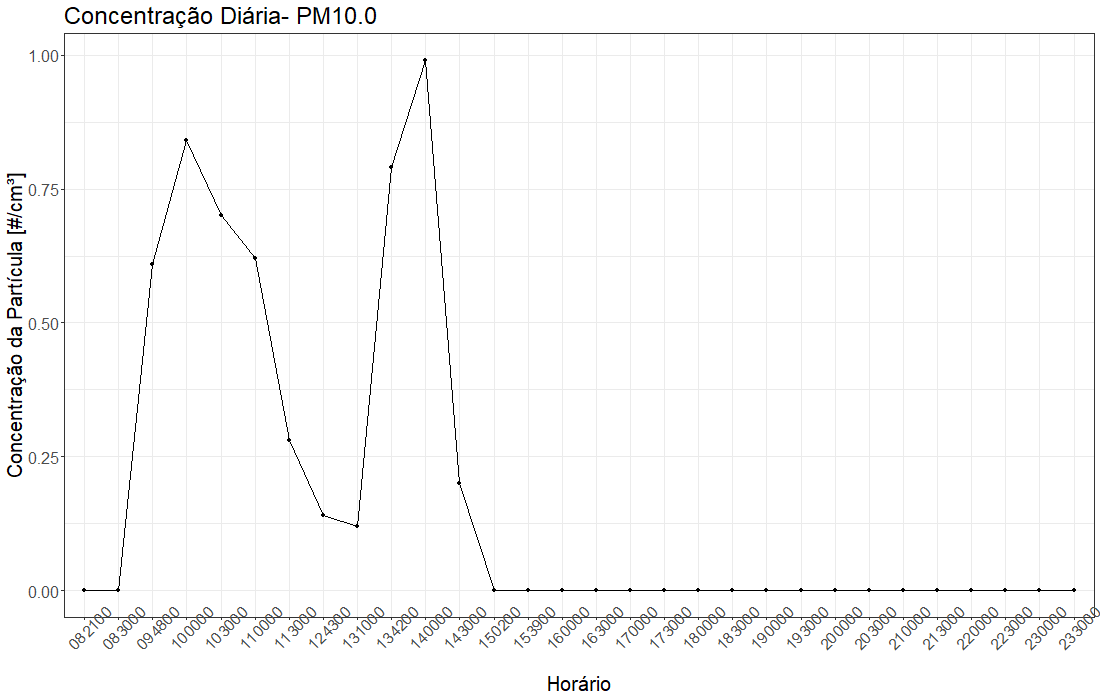 Concentração Diária- PM10.0
Concentração da Partícula [#/cm³]
1.00
0.75
0.50
0.25
0.00
082100 083000 094800 100000 103000 110000 113000 124300 131000 134200 140000 143000 150200 153900 160000 163000 170000 173000 180000 183000 190000 193000 200000 203000 210000 213000 220000 223000 230000 233000
Horário